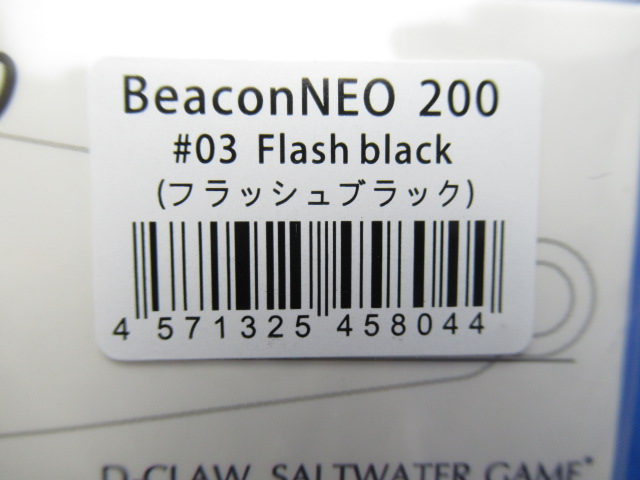 BeaconNEO 200
#03 Flash black
(フラッシュブラック)
4 571325 458044
D-CLAW SALTWATER GAME